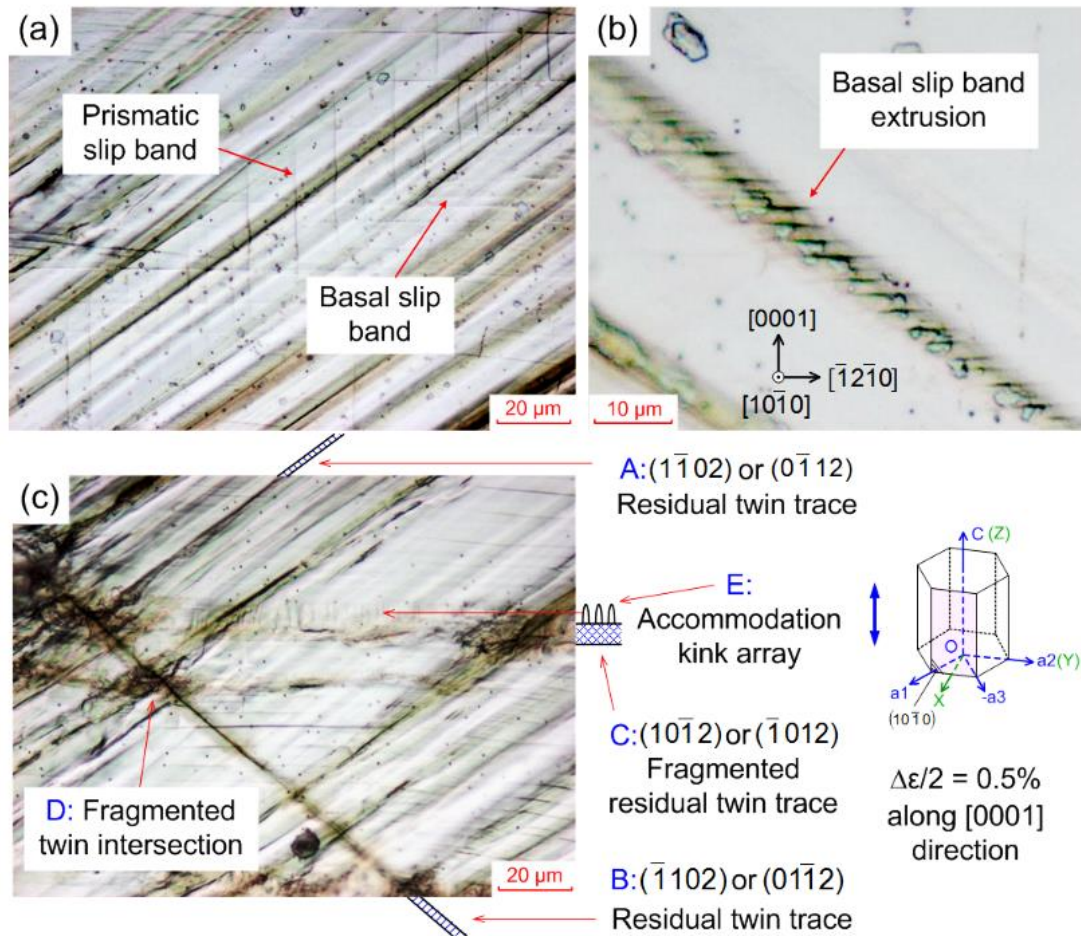 (a)
Prismatic
slip band
Basal slip
band
20 μm
(b)
Basal slip band
extrusion
[0001]
[1̄21̄0]
[101̄0]
10 μm
(c)
A:(11̄02) or (01̄12)
Residual twin trace
E:
Accommodation
kink array
C:(101̄2) or (1̄012)
Fragmented
residual twin trace
D: Fragmented
twin intersection
20 μm
B:(1̄102) or (011̄2)
Residual twin trace
C (Z)
O
a2(Y)
a1
X
-a3
(101̄0)
Δε/2 = 0.5%
along [0001]
direction